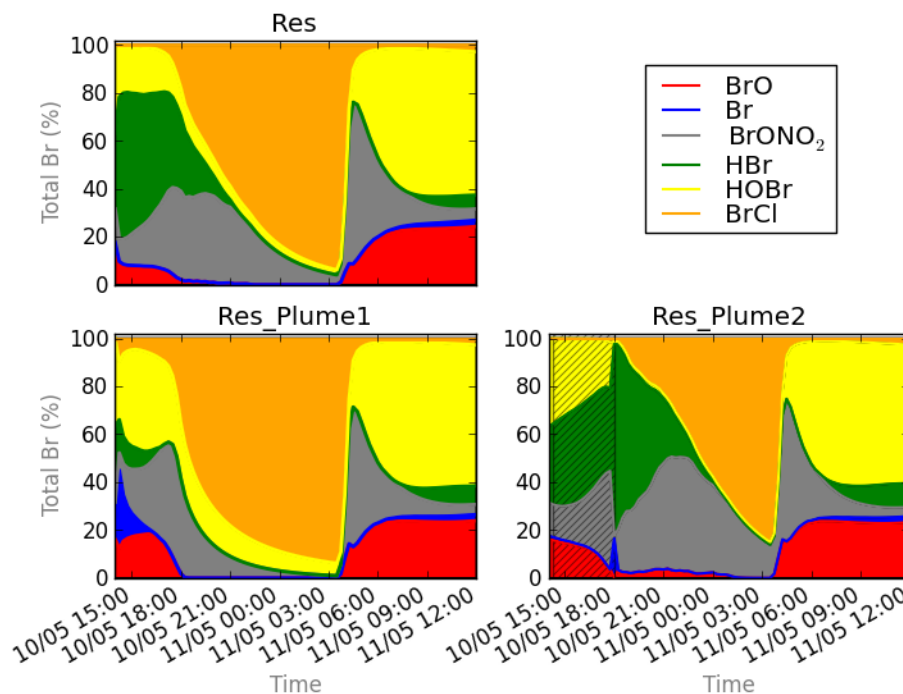 Res
100
80
60
40
20
0
Total Br (%)
BrO
Br
BrONO₂
HBr
HOBr
BrCl
Res_Plume1
100
80
60
40
20
0
Total Br (%)
10/05 15:00
10/05 18:00
10/05 21:00
11/05 00:00
11/05 03:00
11/05 06:00
11/05 09:00
11/05 12:00
Time
Res_Plume2
100
80
60
40
20
0
10/05 15:00
10/05 18:00
10/05 21:00
11/05 00:00
11/05 03:00
11/05 06:00
11/05 09:00
11/05 12:00
Time